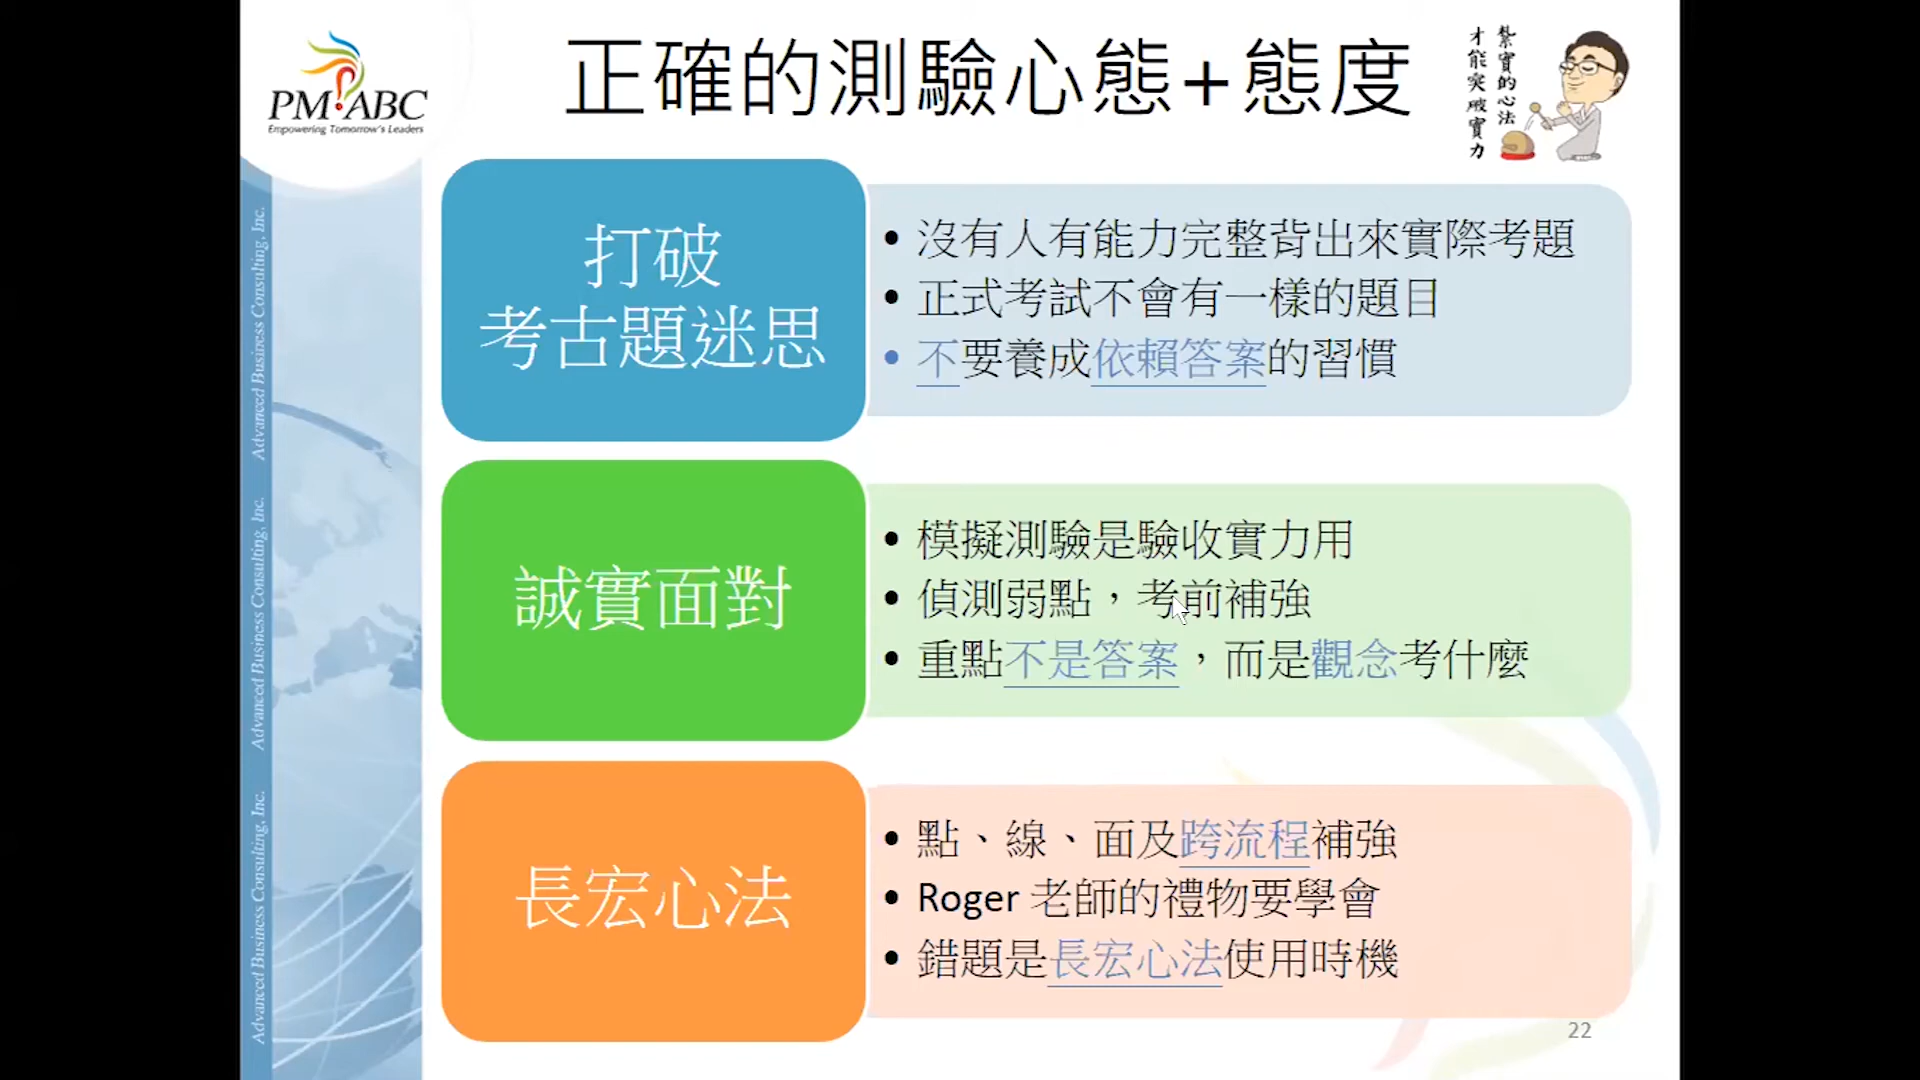 PMABC
Empowering Tomorrow's Leaders
正確的測驗心態+態度
紮實的心法
才能突破實力
打破
考古題迷思
• 沒有人有能力完整背出來實際考題
• 正式考試不會有一樣的題目
• 不要養成依賴答案的習慣
誠實面對
• 模擬測驗是驗收實力用
• 偵測弱點，考前補強
• 重點不是答案，而是觀念考什麼
長宏心法
• 點、線、面及跨流程補強
• Roger 老師的禮物要學會
• 錯題是長宏心法使用時機
Advanced Business Consulting, Inc.
Advanced Business Consulting, Inc.
Advanced Business Consulting, Inc.
22